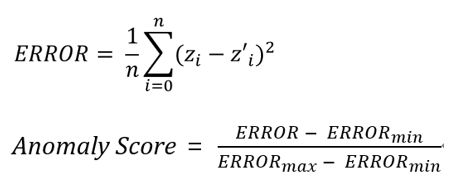 ERROR = \frac{1}{n} \sum_{i=0}^{n} (z_i - z'_i)^2
Anomaly Score = \frac{ERROR - ERROR_{min}}{ERROR_{max} - ERROR_{min}}